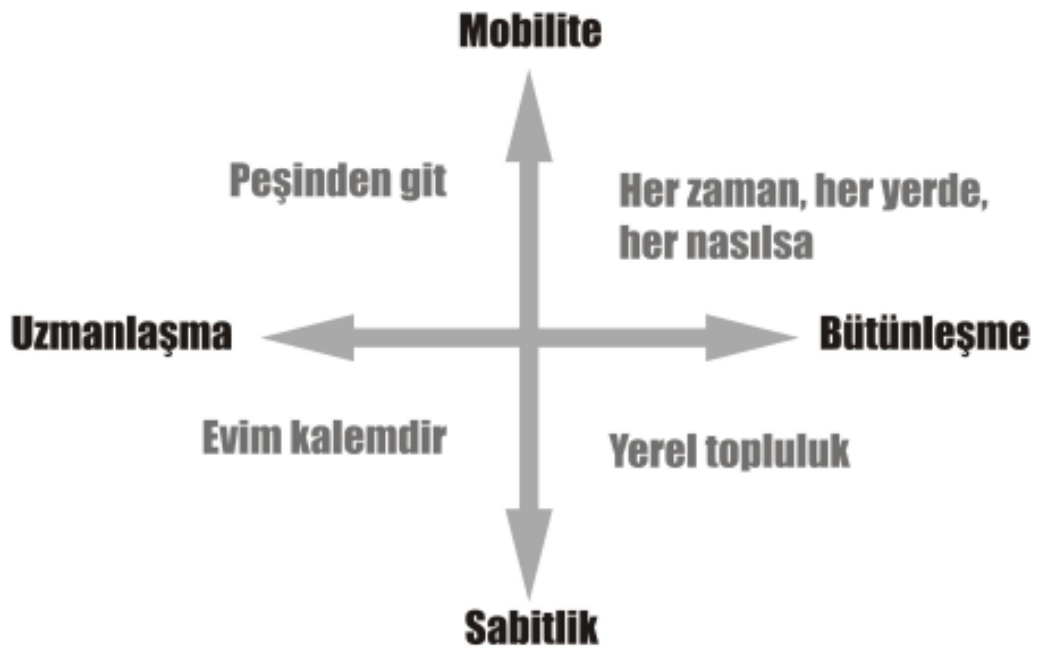 Mobilite
Peşinden git
Her zaman, her yerde,
her nasılsa
Uzmanlaşma
Bütünleşme
Evim kalemdir
Yerel topluluk
Sabitlik